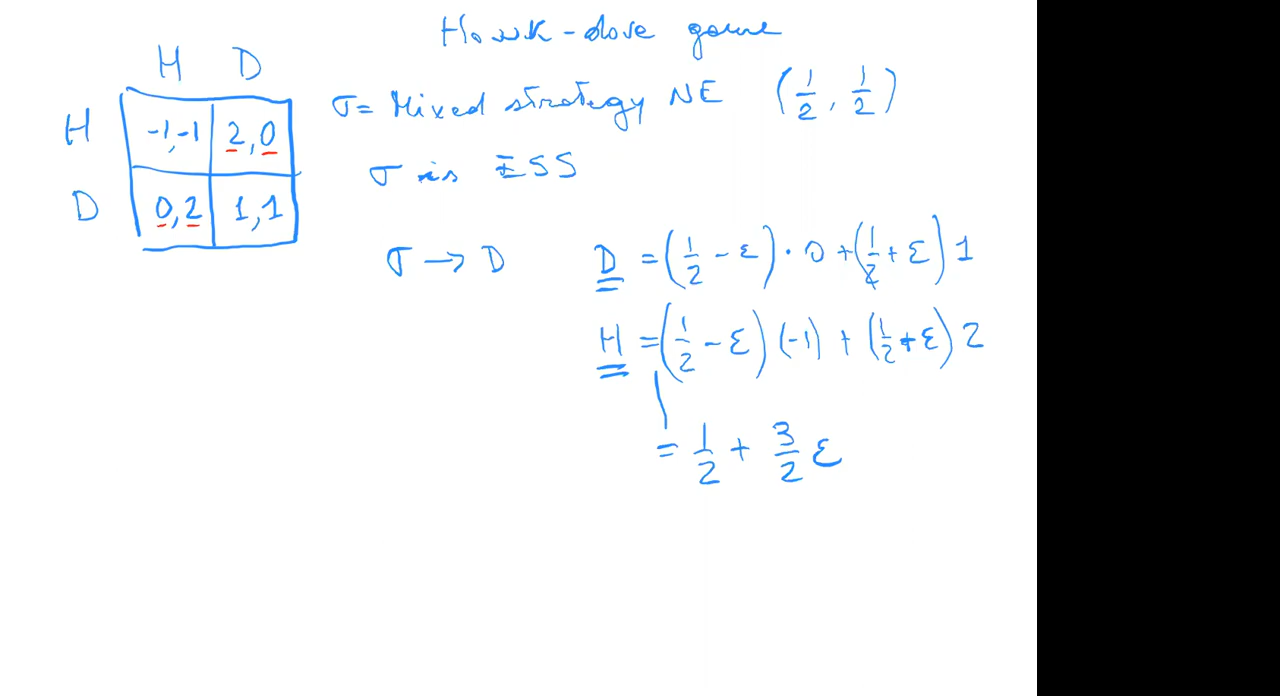 Hawk-dove game
H D
σ = Mixed strategy NE (1/2, 1/2)
H -1,-1 2,0
σ is ESS
D 0,2 1,1
σ → D D = (1/2 - ε) · 0 + (1/2 + ε) 1
H = (1/2 - ε) (-1) + (1/2 + ε) 2
= 1/2 + 3/2 ε